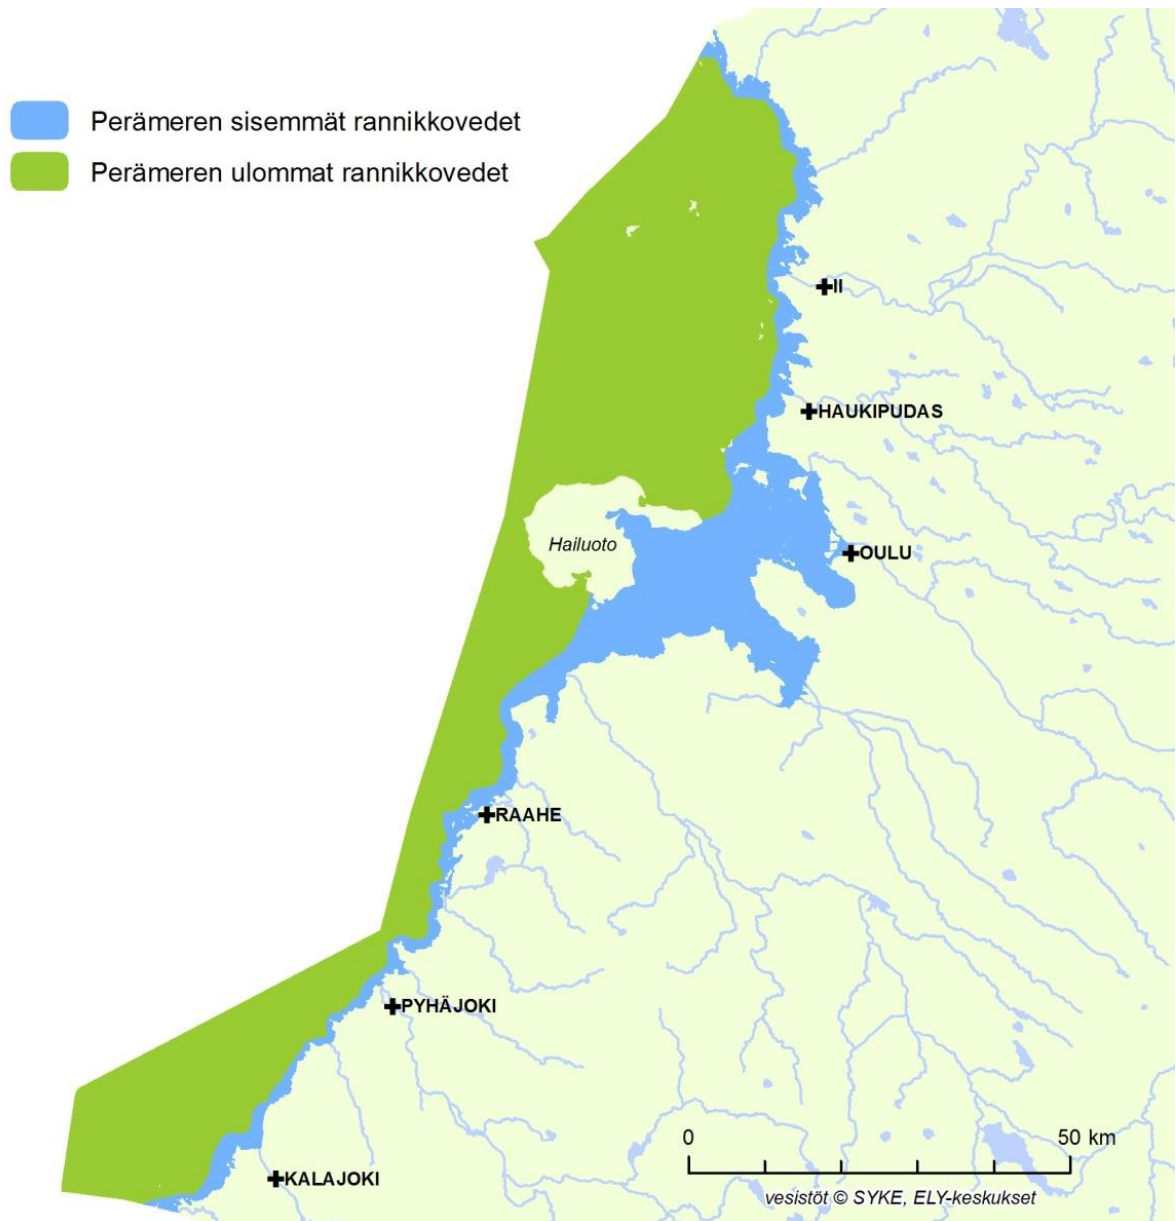 Perämeren sisemmät rannikkovedet
Perämeren ulommat rannikkovedet
II
HAUKIPUDAS
Hailuoto
OULU
RAAHE
PYHÄJOKI
KALAJOKI
0 50 km
vesistöt © SYKE, ELY-keskukset